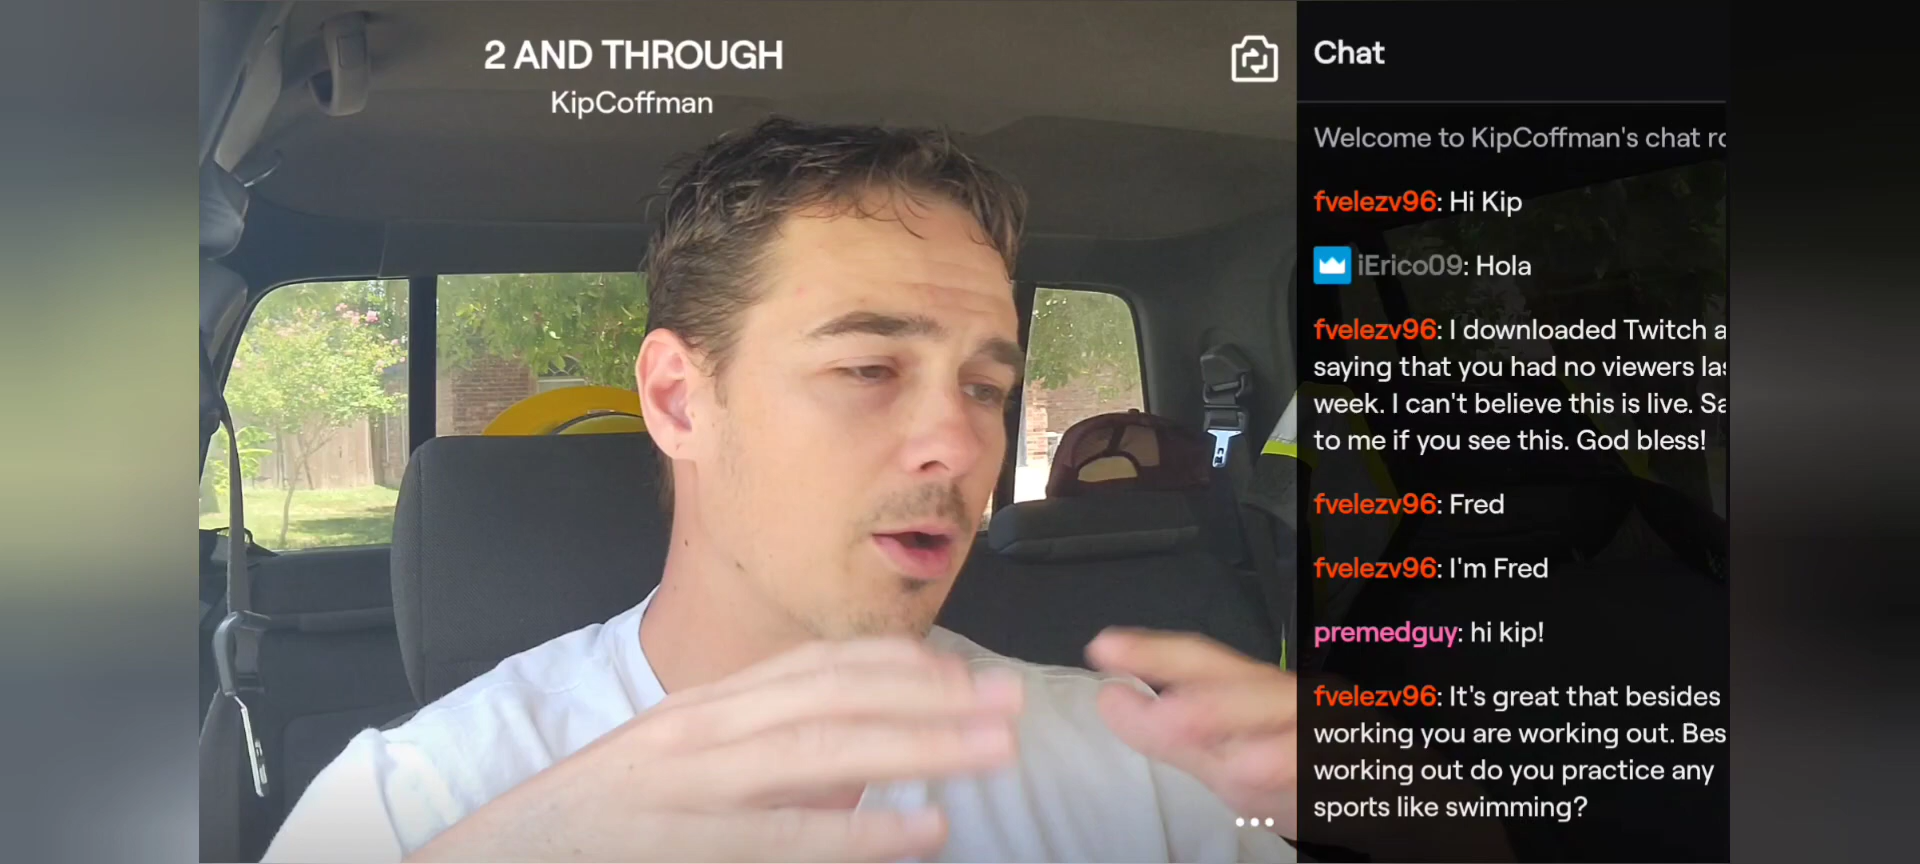 2 AND THROUGH
KipCoffman
Chat
Welcome to KipCoffman's chat
fvelezv96: Hi Kip
iErico09: Hola
fvelezv96: I downloaded Twitch
saying that you had no viewers
week. I can't believe this is live.
to me if you see this. God bless!
fvelezv96: Fred
fvelezv96: I'm Fred
premedguy: hi kip!
fvelezv96: It's great that besides
working you are working out.
working out do you practice any
sports like swimming?